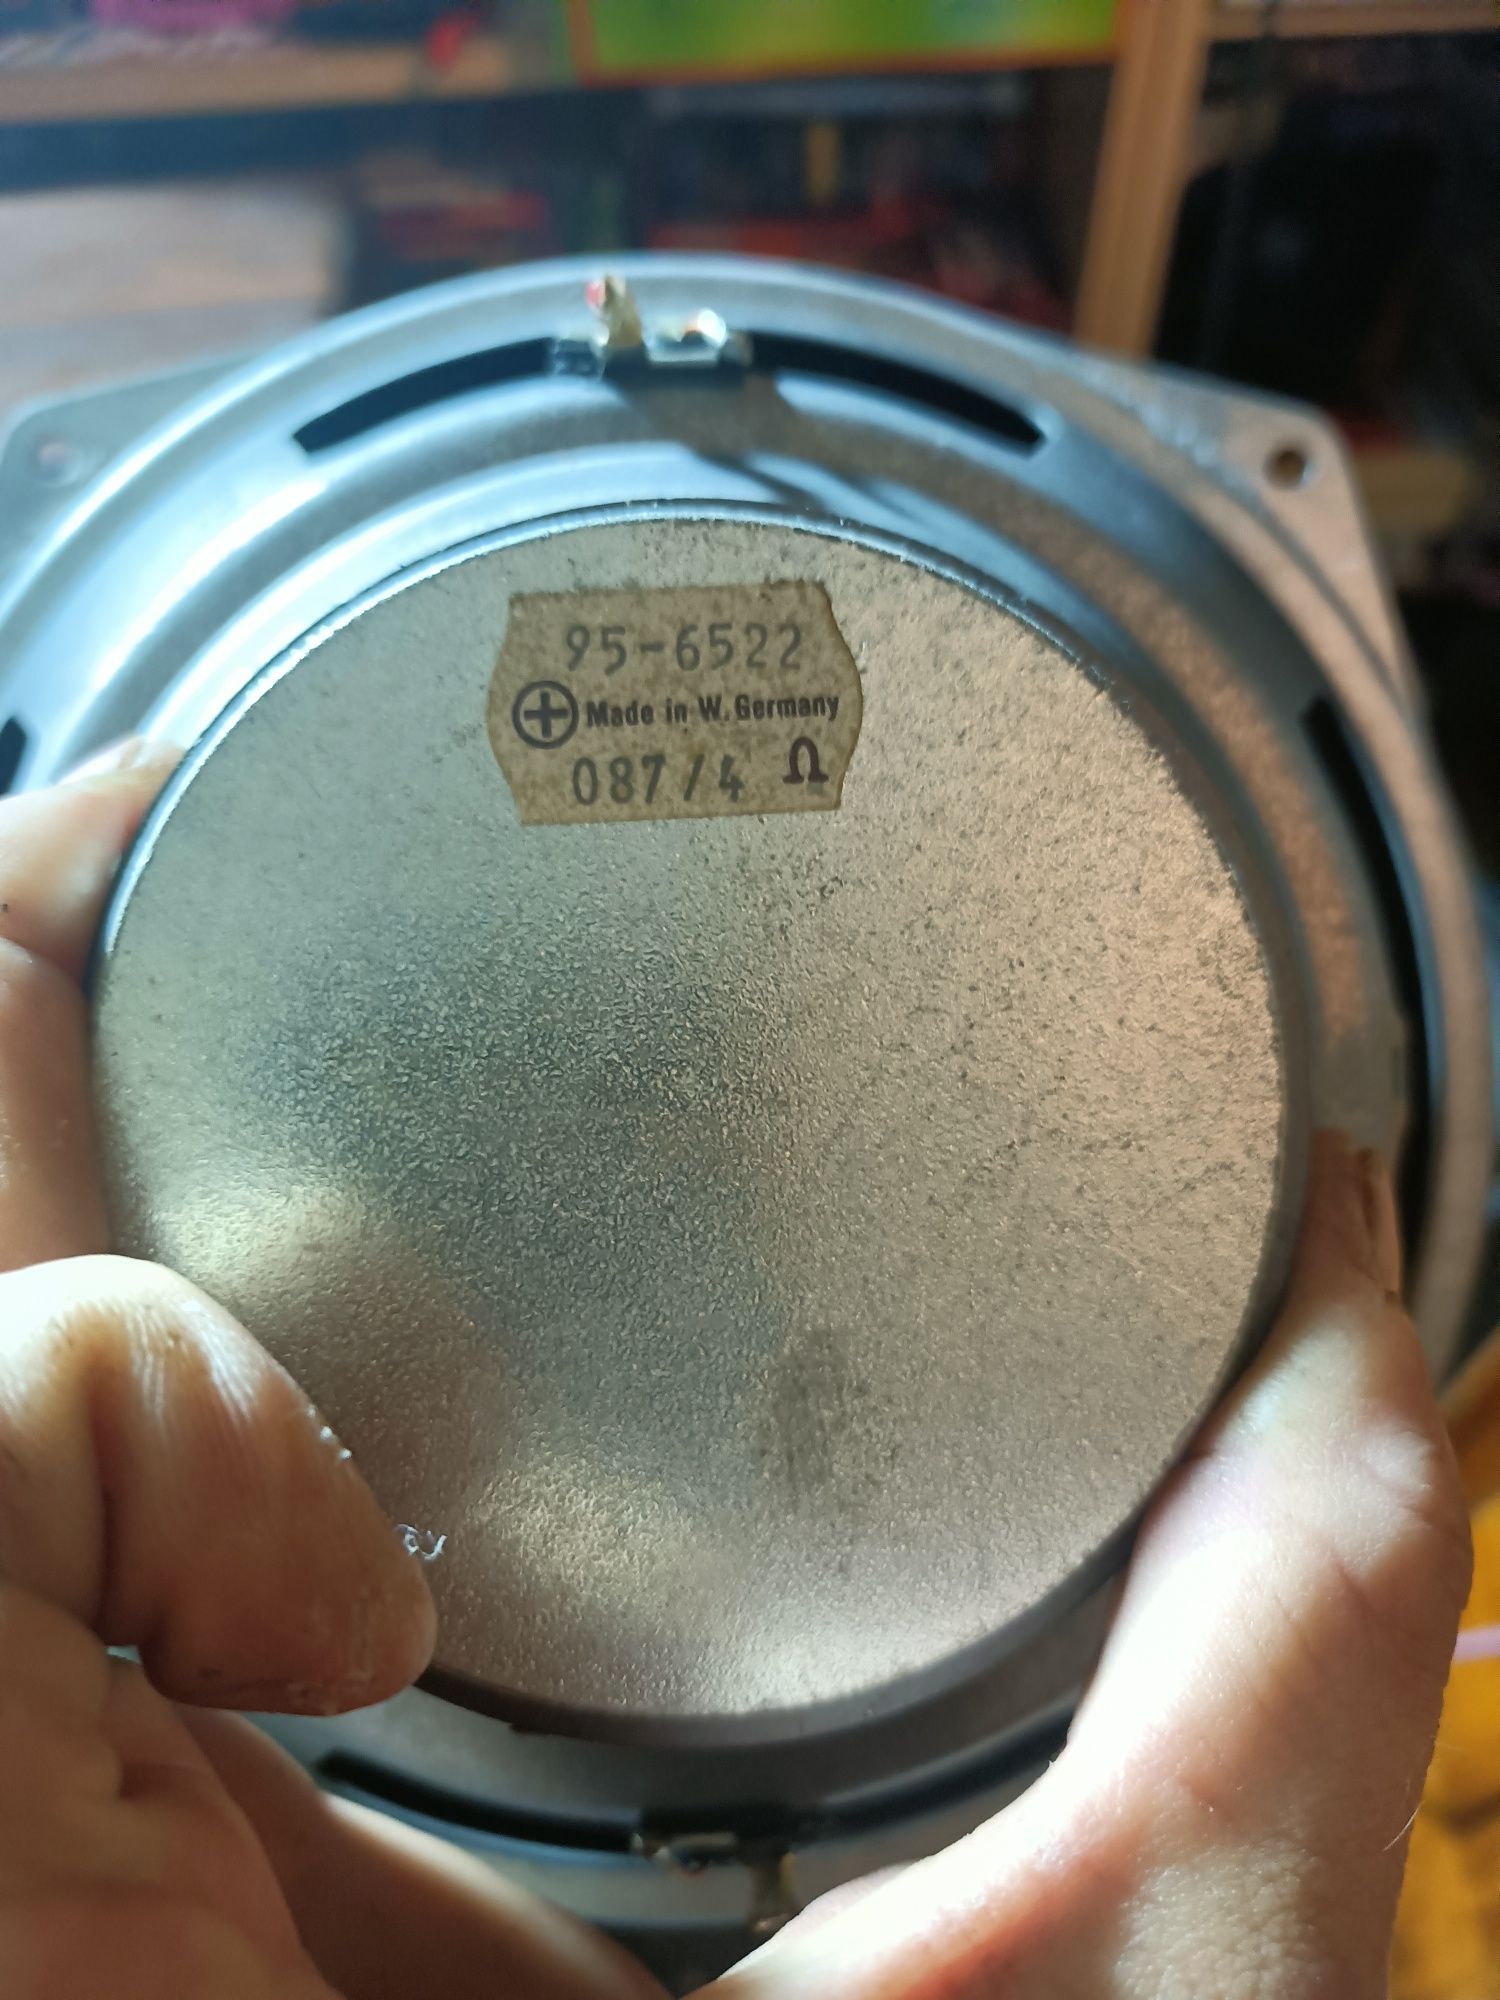 95-6522
Made in W. Germany
087/4 Ω